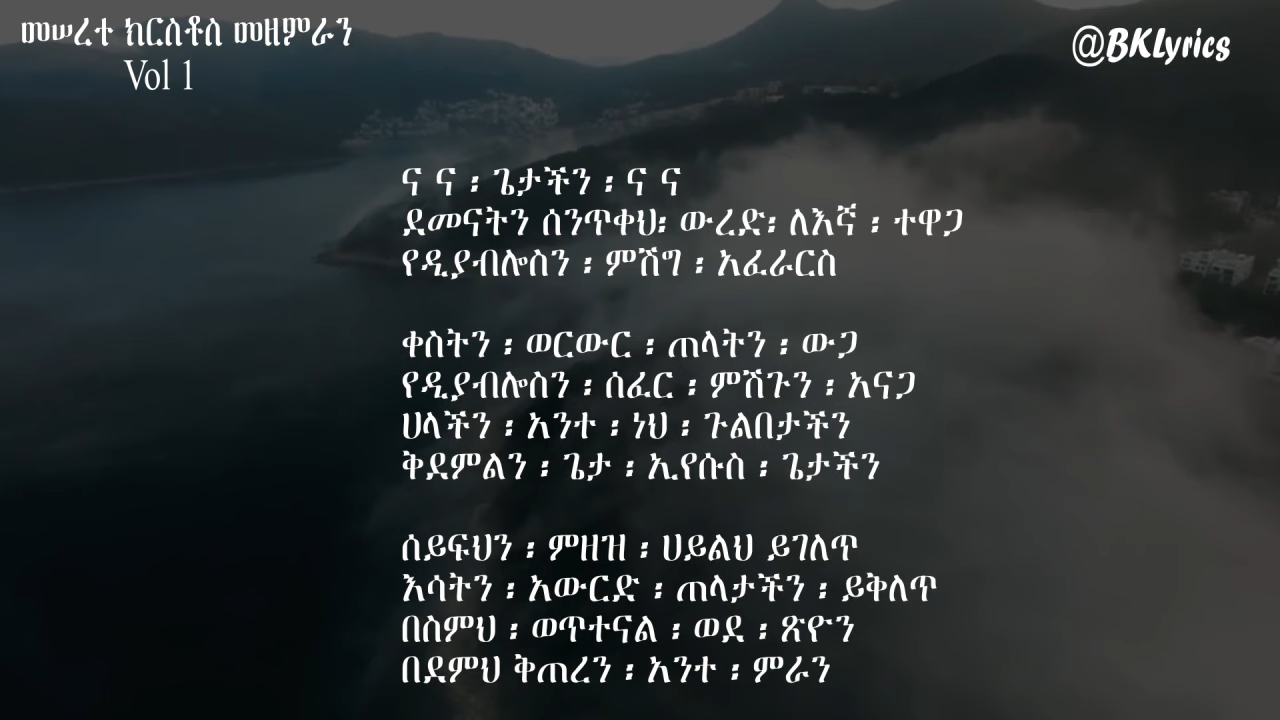 መሠረተ ክርስቶስ መዘምራን
Vol 1
@BKLyrics
ና ና ፡ ጌታችን ፡ ና ና
ደመናትን ሰንጥቀህ፡ ውረድ፡ ለእኛ ፡ ተዋጋ
የዲያብሎስን ፡ ምሽግ ፡ አፈራርስ
ቀስትን ፡ ወርውር ፡ ጠላትን ፡ ውጋ
የዲያብሎስን ፡ ሰፈር ፡ ምሽጉን ፡ አናጋ
ሀላችን ፡ አንተ ፡ ነህ ፡ ጉልበታችን
ቅደምልን ፡ ጌታ ፡ ኢየሱስ ፡ ጌታችን
ሰይፍህን ፡ ምዘዝ ፡ ሀይልህ ይገለጥ
እሳትን ፡ አውርድ ፡ ጠላታችን ፡ ይቅለጥ
በስምህ ፡ ወጥተናል ፡ ወደ ፡ ጽዮን
በደምህ ቅጠረን ፡ አንተ ፡ ምራን